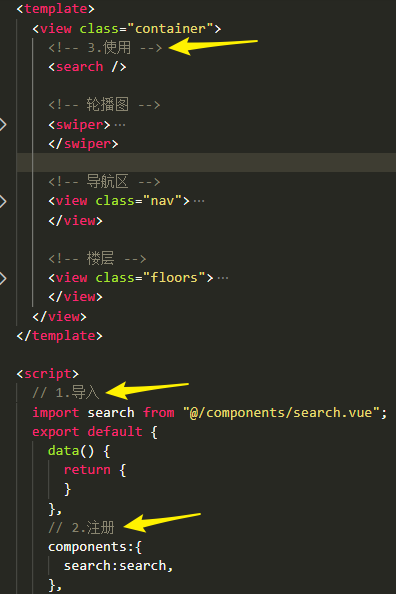 <template>
<view class="container">
<!-- 3.使用 -->
<search />
<!-- 轮播图 -->
<swiper>…
</swiper>
<!-- 导航区 -->
<view class="nav">…
</view>
<!-- 楼层 -->
<view class="floors">…
</view>
</view>
</template>
<script>
// 1.导入
import search from "@/components/search.vue";
export default {
data() {
return {
}
},
// 2.注册
components:{
search:search,
},